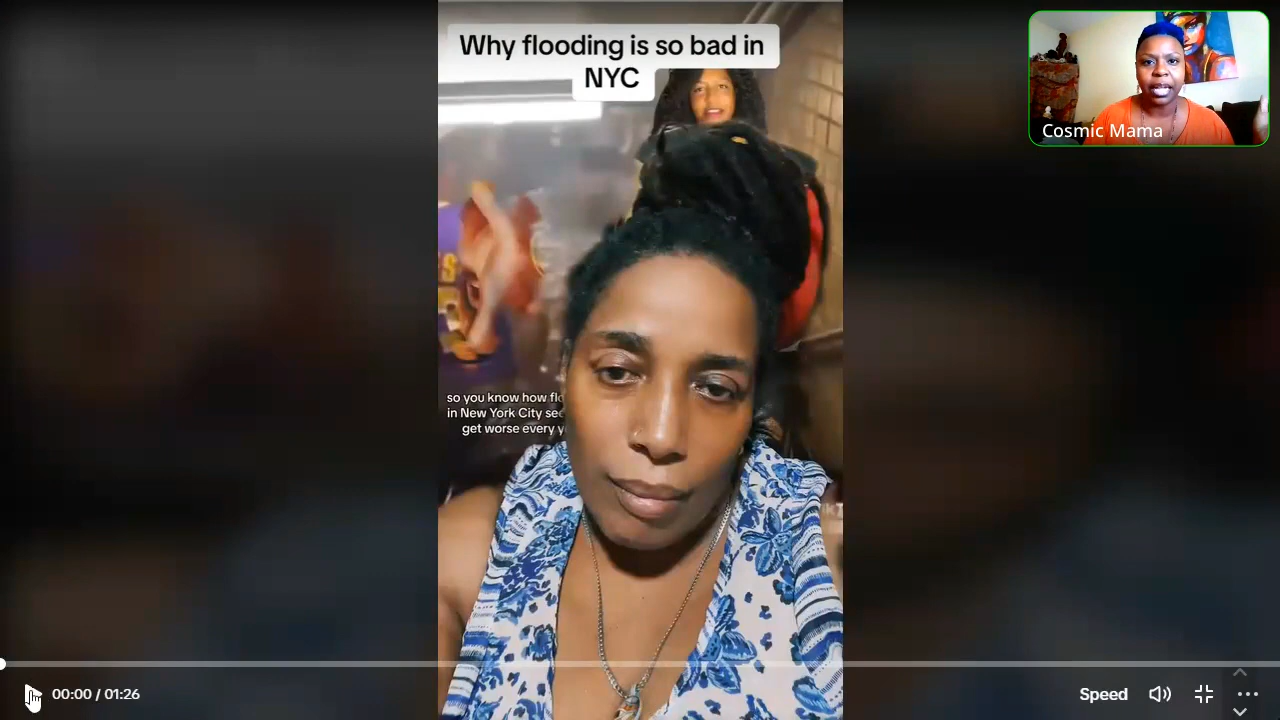 Why flooding is so bad in
NYC
Cosmic Mama
so you know how
in New York City
get worse every
00:00 / 01:26
Speed